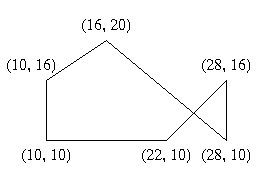 (16, 20)
(10, 16) (28, 16)
(10, 10) (22, 10) (28, 10)